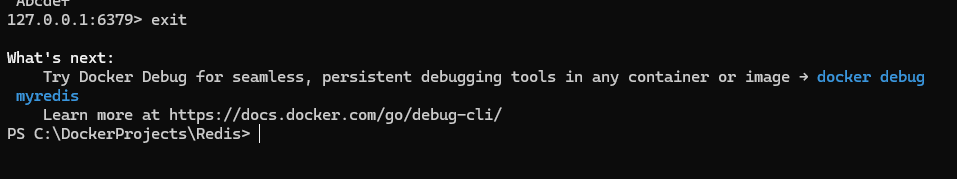 Abcdef
127.0.0.1:6379> exit
What's next:
Try Docker Debug for seamless, persistent debugging tools in any container or image → docker debug
myredis
Learn more at https://docs.docker.com/go/debug-cli/
PS C:\DockerProjects\Redis>